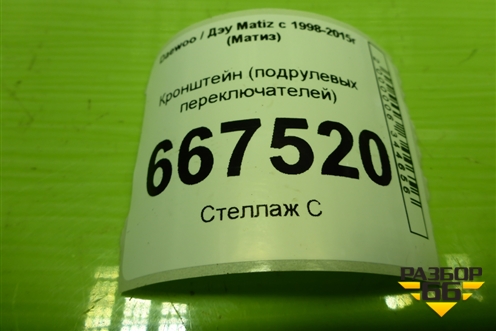 Daewoo / Дэу Matiz с 1998-2015г
(Матиз)
Кронштейн (подрулевых
переключателей)
667520
Стеллаж С
РАЗБОР
66